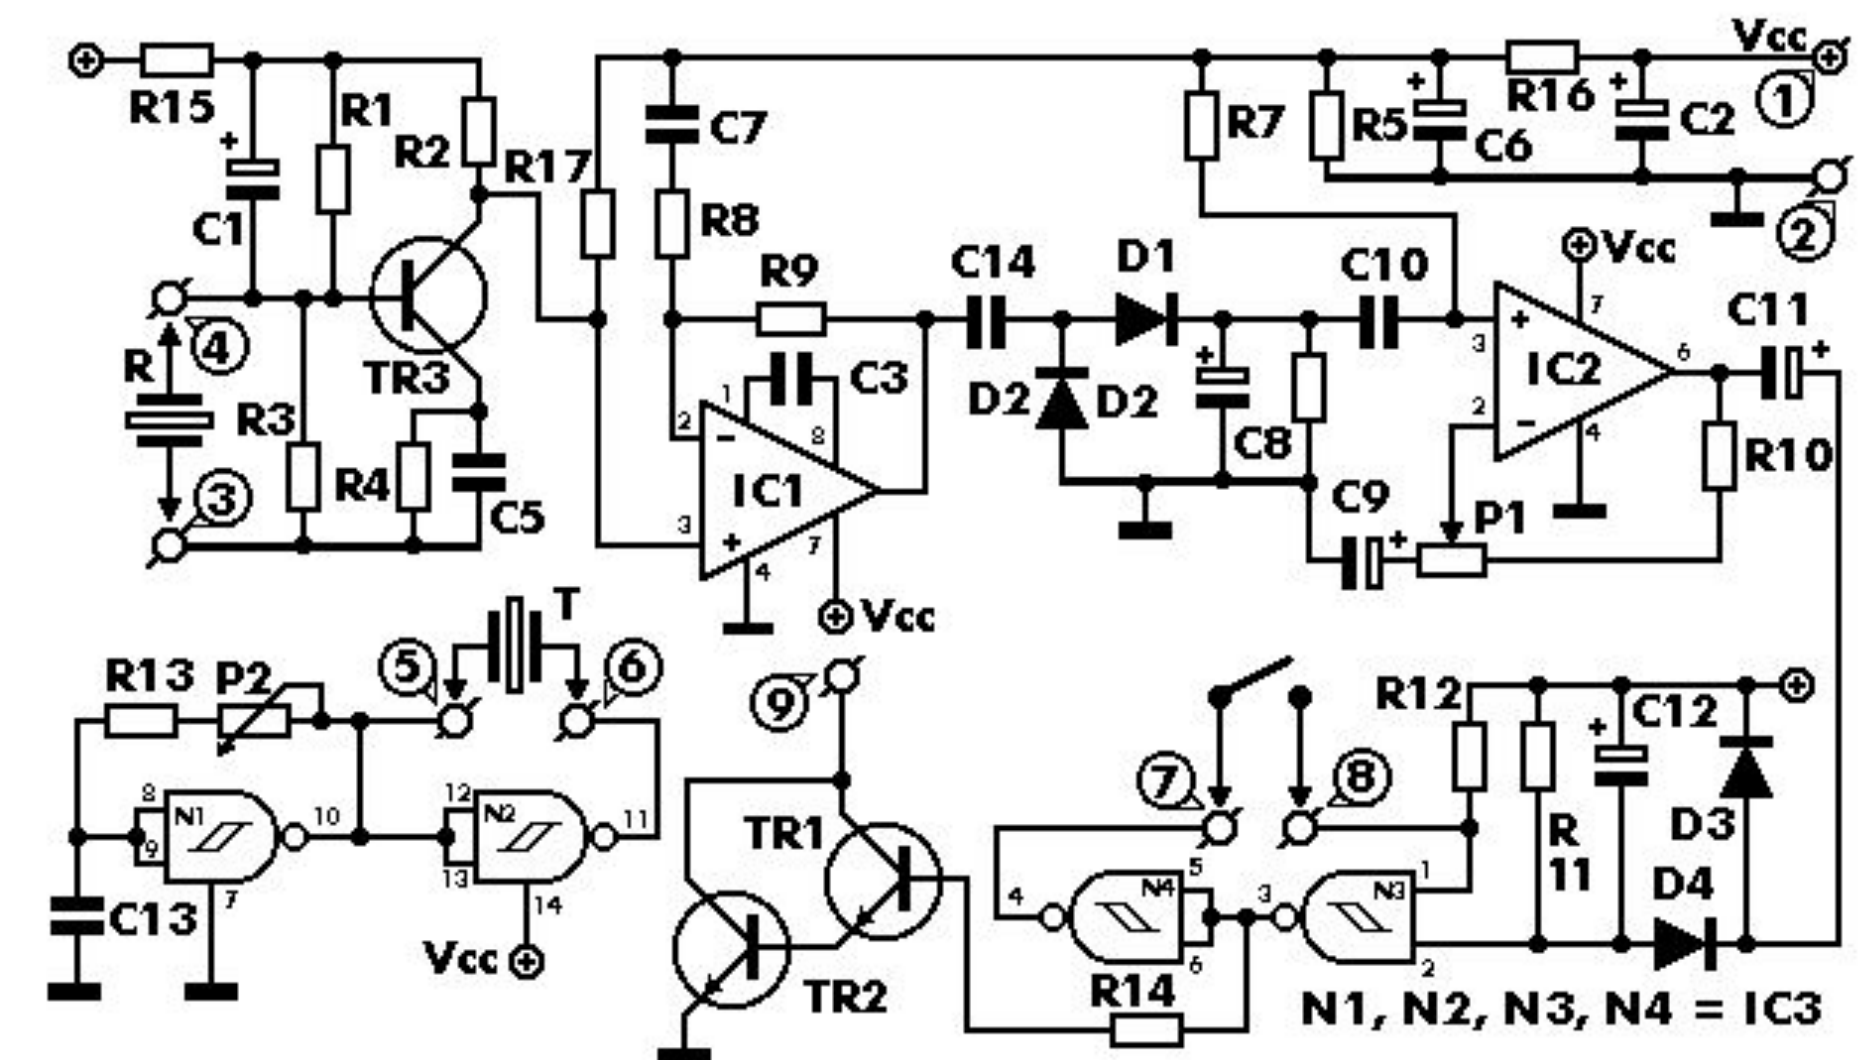 Vcc
1
R15
R1
R2
R17
C7
R7
R5
C6
R16
C2
C1
R8
2
Vcc
R9
C14
D1
C10
4
R
TR3
C3
1
8
2
-
IC1
3
+
4
7
Vcc
D2
D2
C8
+
3
IC2
7
6
2
-
4
C11
+
R10
C9
+
P1
R3
R4
C5
3
T
5
6
R13
P2
8
9
N1
10
7
12
13
N2
11
14
Vcc
C13
9
TR1
TR2
7
8
R12
C12
+
D3
R
11
D4
4
N4
5
6
3
N3
1
2
R14
N1, N2, N3, N4 = IC3